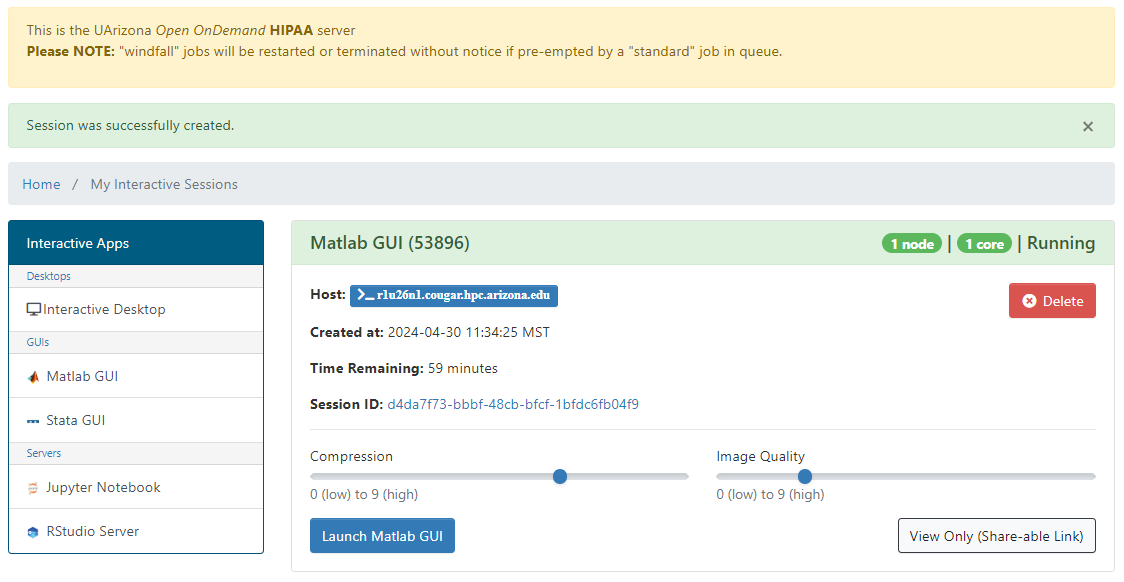 This is the UArizona Open OnDemand HIPAA server
Please NOTE: "windfall" jobs will be restarted or terminated without notice if pre-empted by a "standard" job in queue.
Session was successfully created.
×
Home / My Interactive Sessions
Interactive Apps
Desktops
Interactive Desktop
GUIs
Matlab GUI
Stata GUI
Servers
Jupyter Notebook
RStudio Server
Matlab GUI (53896)
1 node | 1 core | Running
Host: >_ r1u26n1.cougar.hpc.arizona.edu
Delete
Created at: 2024-04-30 11:34:25 MST
Time Remaining: 59 minutes
Session ID: d4da7f73-bbbf-48cb-bfcf-1bfdc6fb04f9
Compression
0 (low) to 9 (high)
Image Quality
0 (low) to 9 (high)
Launch Matlab GUI
View Only (Share-able Link)